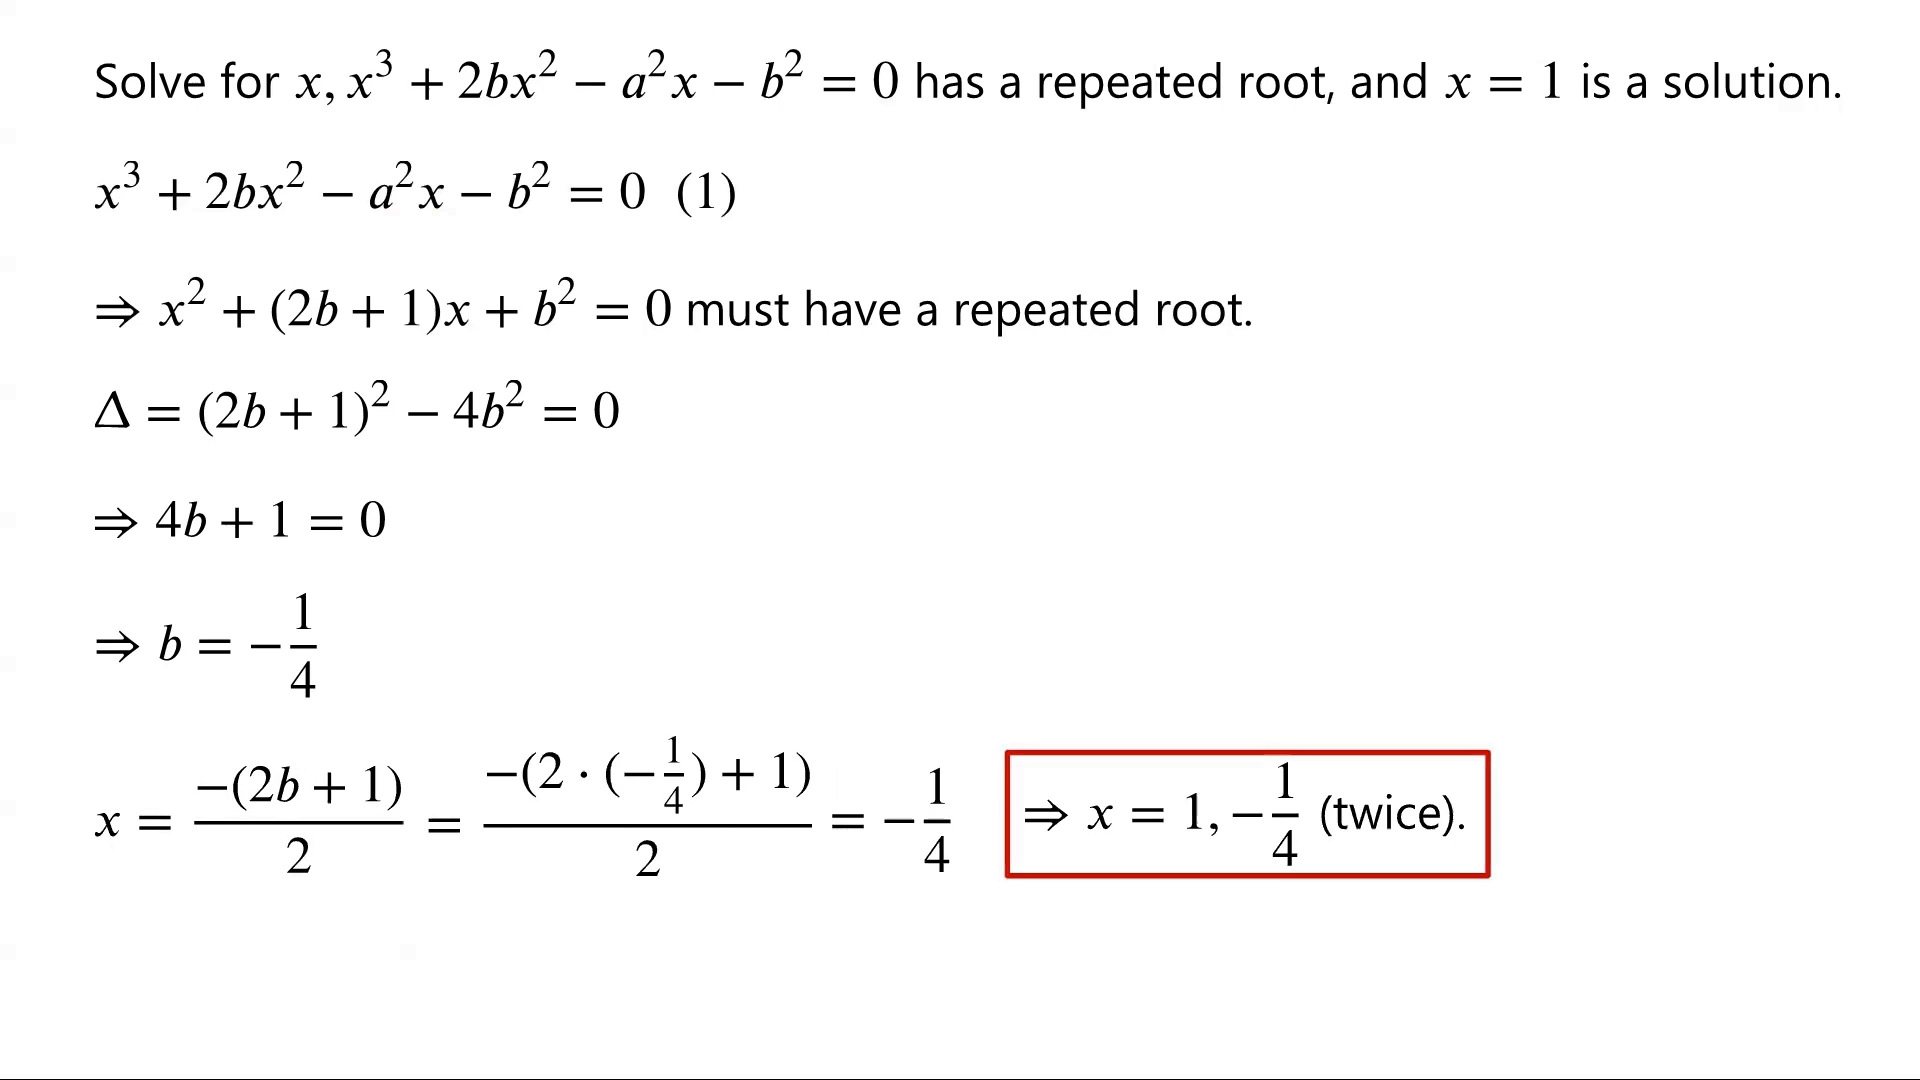 Solve for x, x³ + 2bx² − a²x − b² = 0 has a repeated root, and x = 1 is a solution.
x³ + 2bx² − a²x − b² = 0 (1)
⇒ x² + (2b + 1)x + b² = 0 must have a repeated root.
Δ = (2b + 1)² − 4b² = 0
⇒ 4b + 1 = 0
⇒ b = −1/4
x = −(2b + 1)/2 = −(2 · (−1/4) + 1)/2 = −1/4 ⇒ x = 1, −1/4 (twice).